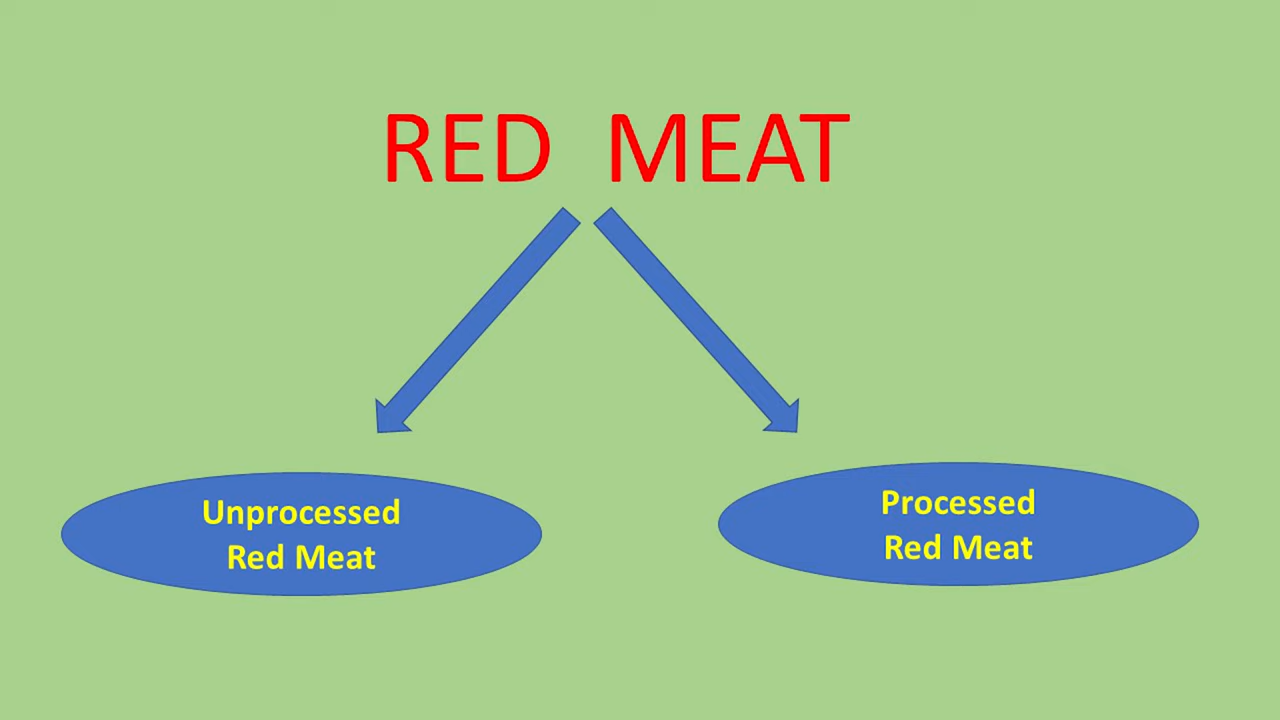 RED MEAT
Unprocessed
Red Meat
Processed
Red Meat